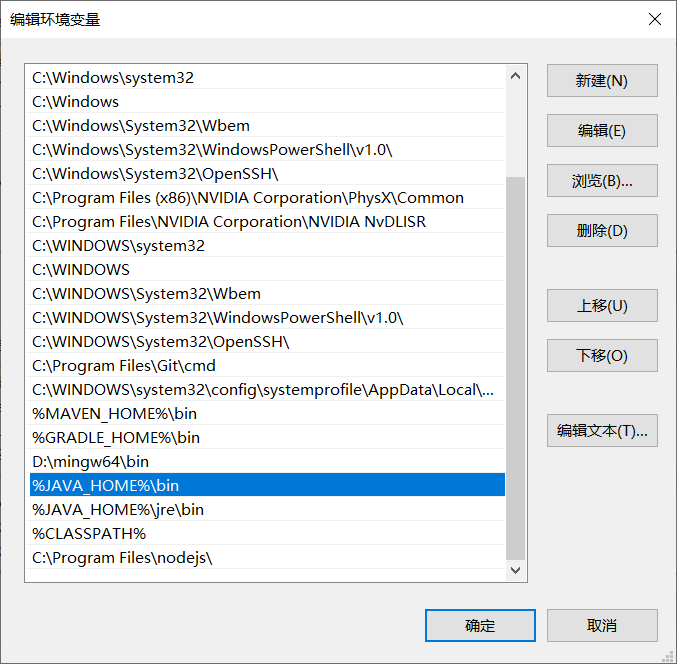 编辑环境变量
C:\Windows\system32
C:\Windows
C:\Windows\System32\Wbem
C:\Windows\System32\WindowsPowerShell\v1.0\
C:\Windows\System32\OpenSSH\
C:\Program Files (x86)\NVIDIA Corporation\PhysX\Common
C:\Program Files\NVIDIA Corporation\NVIDIA NvDLISR
C:\WINDOWS\system32
C:\WINDOWS
C:\WINDOWS\System32\Wbem
C:\WINDOWS\System32\WindowsPowerShell\v1.0\
C:\WINDOWS\System32\OpenSSH\
C:\Program Files\Git\cmd
C:\WINDOWS\system32\config\systemprofile\AppData\Local\...
%MAVEN_HOME%\bin
%GRADLE_HOME%\bin
D:\mingw64\bin
%JAVA_HOME%\bin
%JAVA_HOME%\jre\bin
%CLASSPATH%
C:\Program Files\nodejs\
新建(N)
编辑(E)
浏览(B)...
删除(D)
上移(U)
下移(O)
编辑文本(T)...
确定
取消